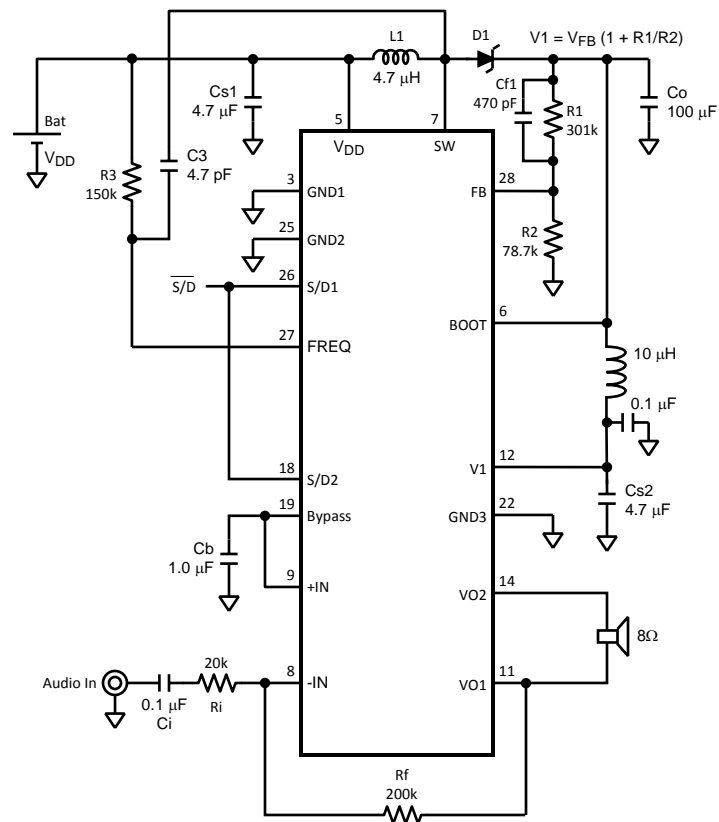 L1
4.7 μH
D1
V1 = VFB (1 + R1/R2)
Cf1
470 pF
R1
301k
Co
100 μF
Cs1
4.7 μF
Bat
VDD
R3
150k
C3
4.7 pF
5
VDD
7
SW
3
GND1
25
GND2
S/D
26
S/D1
27
FREQ
28
FB
R2
78.7k
6
BOOT
10 μH
0.1 μF
18
S/D2
12
V1
Cs2
4.7 μF
19
Bypass
22
GND3
Cb
1.0 μF
9
+IN
14
VO2
8Ω
Audio In
0.1 μF
Ci
20k
Ri
8
-IN
11
VO1
Rf
200k